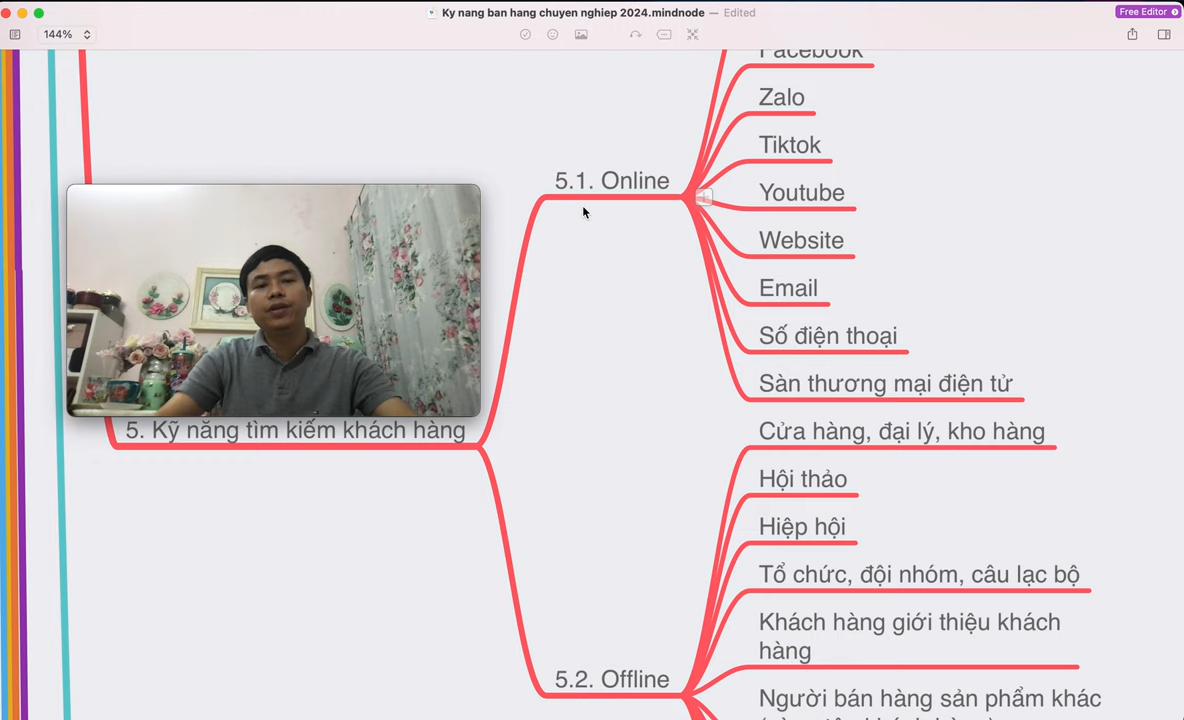 Ky nang ban hang chuyen nghiep 2024.mindnode — Edited
Free Editor
144%
Facebook
Zalo
Tiktok
5.1. Online
Youtube
Website
Email
Số điện thoại
Sàn thương mại điện tử
5. Kỹ năng tìm kiếm khách hàng
Cửa hàng, đại lý, kho hàng
Hội thảo
Hiệp hội
Tổ chức, đội nhóm, câu lạc bộ
Khách hàng giới thiệu khách
hàng
5.2. Offline
Người bán hàng sản phẩm khác